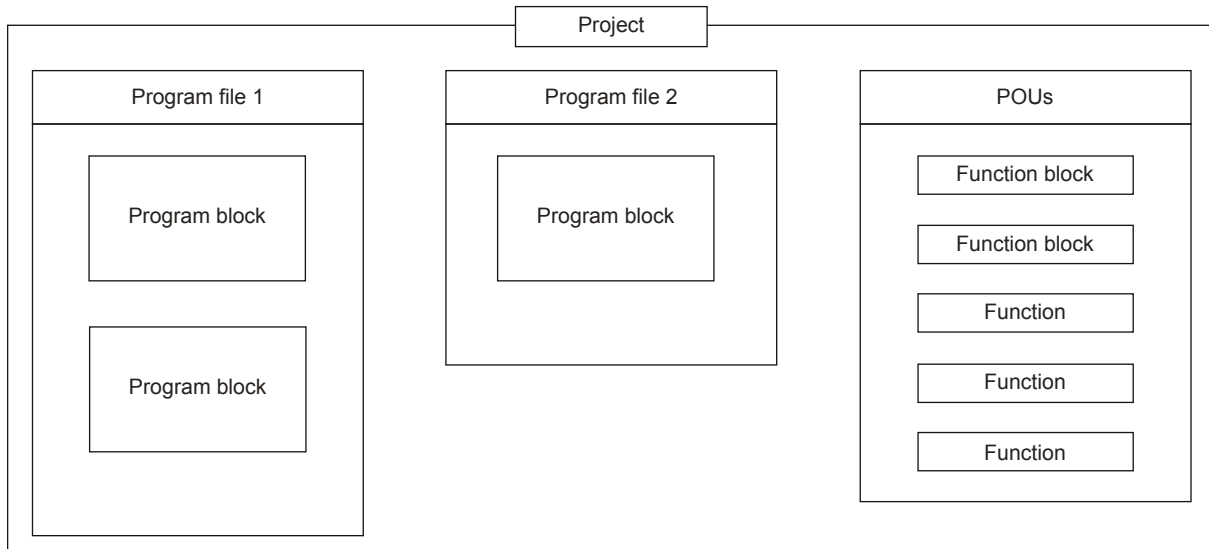 Project
Program file 1
Program block
Program block
Program file 2
Program block
POUs
Function block
Function block
Function
Function
Function